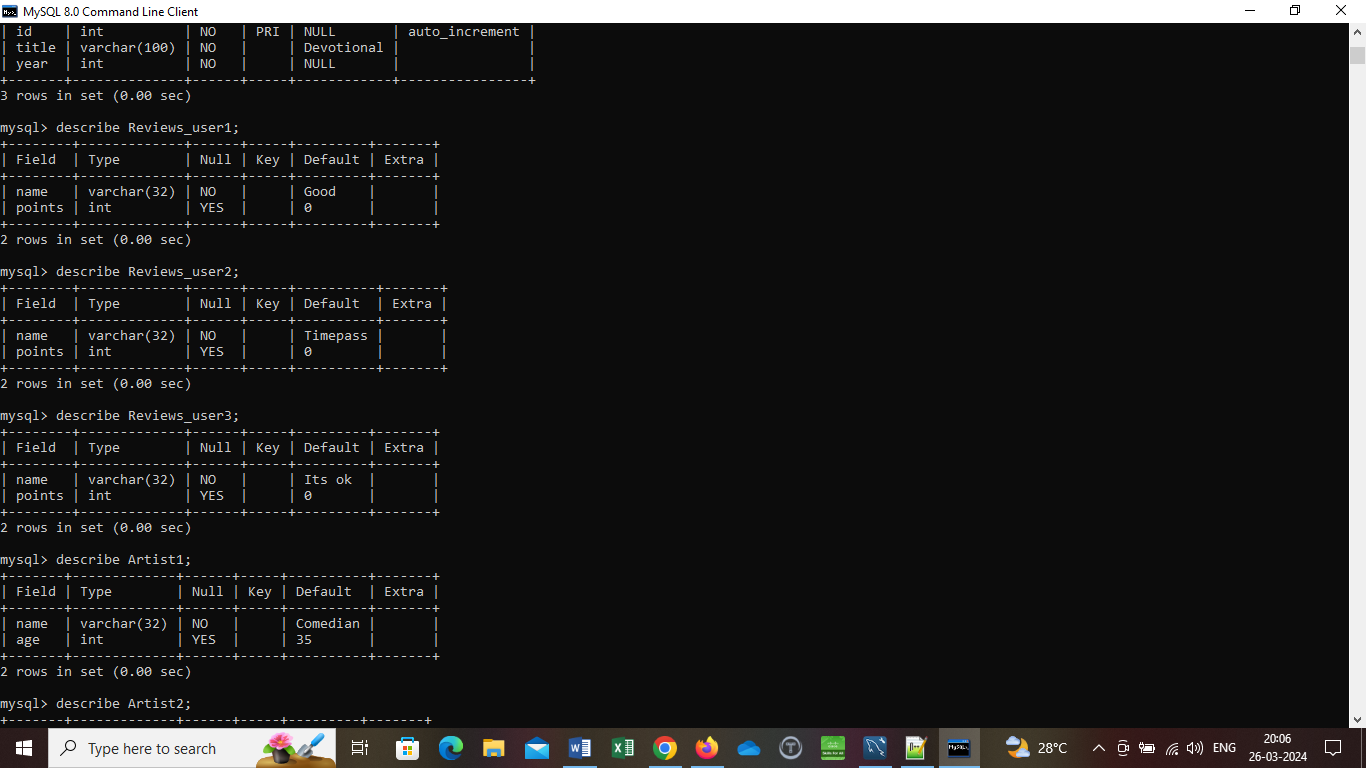 MySQL 8.0 Command Line Client
| id    | int          | NO   | PRI | NULL       | auto_increment |
| title | varchar(100) | NO   |     | Devotional |                |
| year  | int          | NO   |     | NULL       |                |
+-------+--------------+------+-----+------------+----------------+
3 rows in set (0.00 sec)
mysql> describe Reviews_user1;
+--------+-------------+------+-----+---------+-------+
| Field  | Type        | Null | Key | Default | Extra |
+--------+-------------+------+-----+---------+-------+
| name   | varchar(32) | NO   |     | Good    |       |
| points | int         | YES  |     | 0       |       |
+--------+-------------+------+-----+---------+-------+
2 rows in set (0.00 sec)
mysql> describe Reviews_user2;
+--------+-------------+------+-----+----------+-------+
| Field  | Type        | Null | Key | Default  | Extra |
+--------+-------------+------+-----+----------+-------+
| name   | varchar(32) | NO   |     | Timepass |       |
| points | int         | YES  |     | 0        |       |
+--------+-------------+------+-----+----------+-------+
2 rows in set (0.00 sec)
mysql> describe Reviews_user3;
+--------+-------------+------+-----+---------+-------+
| Field  | Type        | Null | Key | Default | Extra |
+--------+-------------+------+-----+---------+-------+
| name   | varchar(32) | NO   |     | Its ok  |       |
| points | int         | YES  |     | 0       |       |
+--------+-------------+------+-----+---------+-------+
2 rows in set (0.00 sec)
mysql> describe Artist1;
+-------+-------------+------+-----+----------+-------+
| Field | Type        | Null | Key | Default  | Extra |
+-------+-------------+------+-----+----------+-------+
| name  | varchar(32) | NO   |     | Comedian |       |
| age   | int         | YES  |     | 35       |       |
+-------+-------------+------+-----+----------+-------+
2 rows in set (0.00 sec)
mysql> describe Artist2;
+-------+-------------+------+-----+---------+-------+
Type here to search
28°C
ENG
20:06
26-03-2024